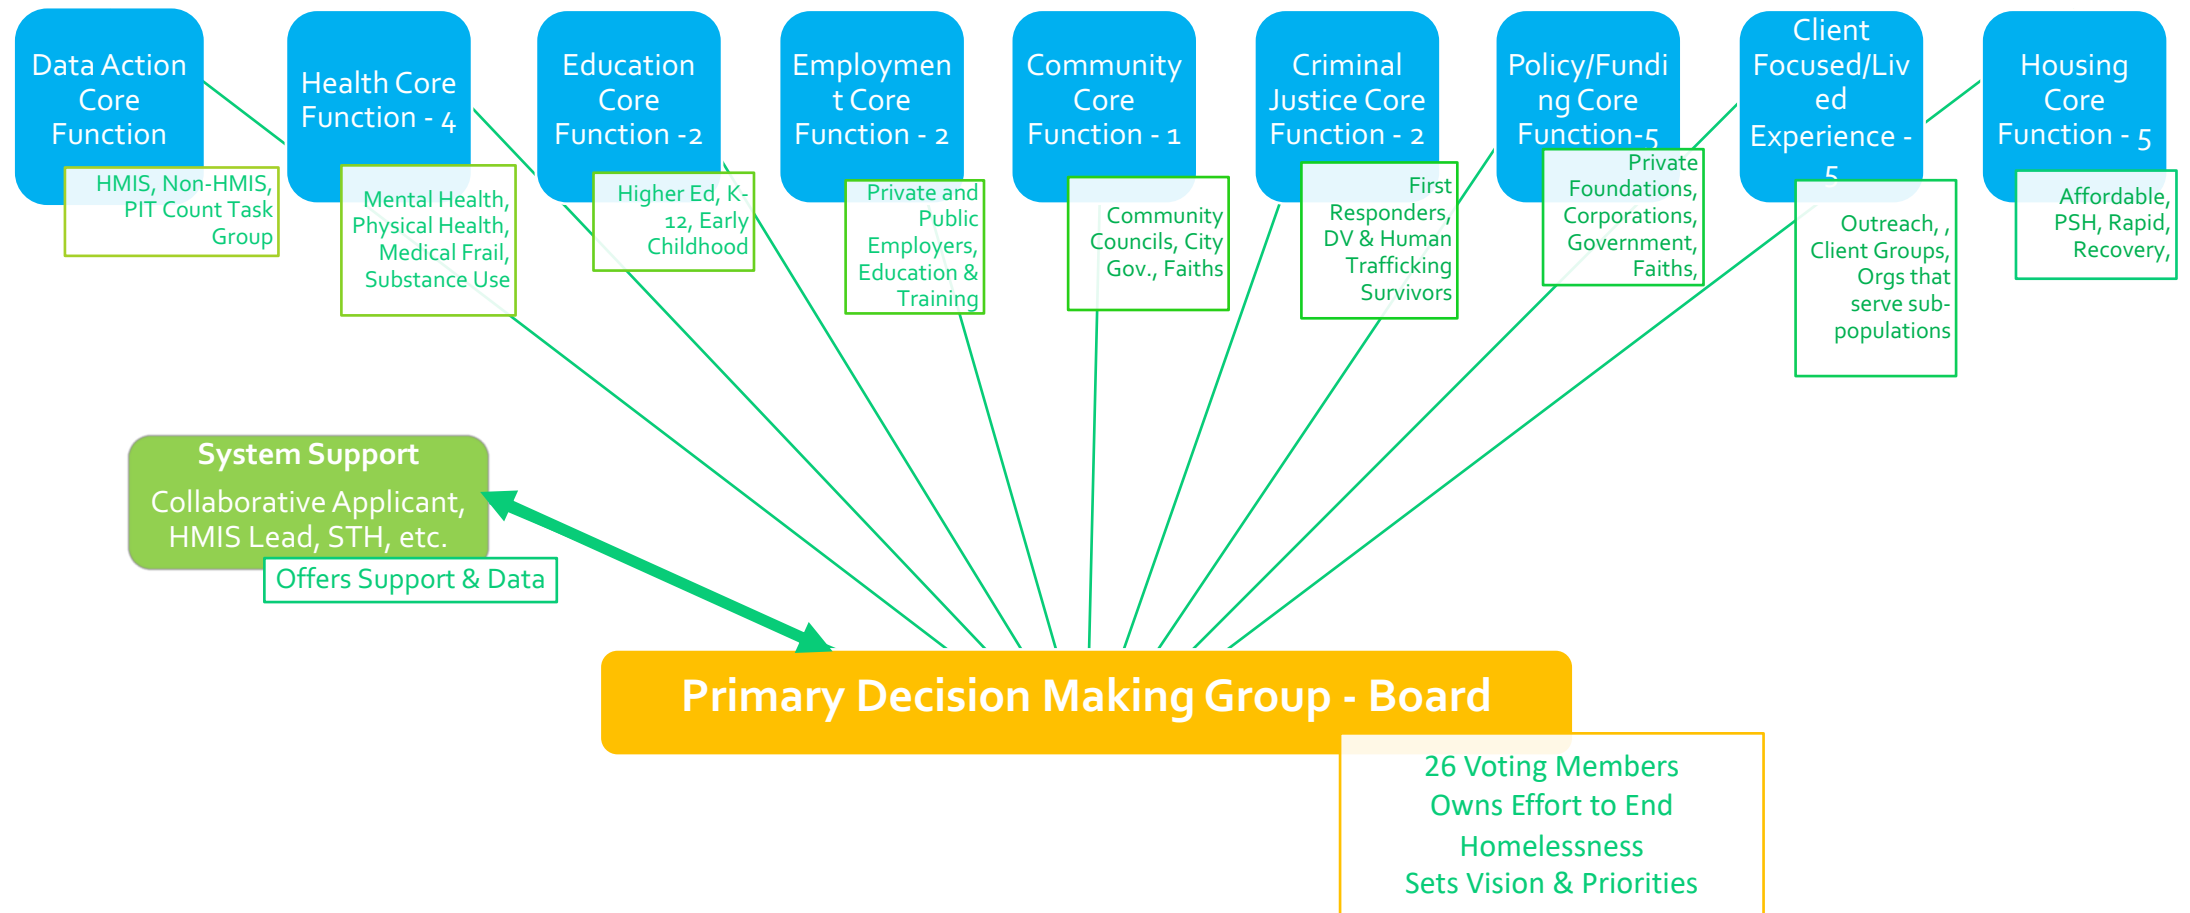 Data Action
Core
Function
HMIS, Non-HMIS,
PIT Count Task
Group
Health Core
Function - 4
Mental Health,
Physical Health,
Medical Frail,
Substance Use
Education
Core
Function -2
Higher Ed, K-
12, Early
Childhood
Employmen
t Core
Function - 2
Private and
Public
Employers,
Education &
Training
Community
Core
Function - 1
Community
Councils, City
Gov., Faiths
Criminal
Justice Core
Function - 2
First
Responders,
DV & Human
Trafficking
Survivors
Policy/Fundi
ng Core
Function-5
Private
Foundations,
Corporations,
Government,
Faiths,
Client
Focused/Liv
ed
Experience -
5
Outreach, ,
Client Groups,
Orgs that
serve sub-
populations
Housing
Core
Function - 5
Affordable,
PSH, Rapid,
Recovery,
System Support
Collaborative Applicant,
HMIS Lead, STH, etc.
Offers Support & Data
Primary Decision Making Group - Board
26 Voting Members
Owns Effort to End
Homelessness
Sets Vision & Priorities